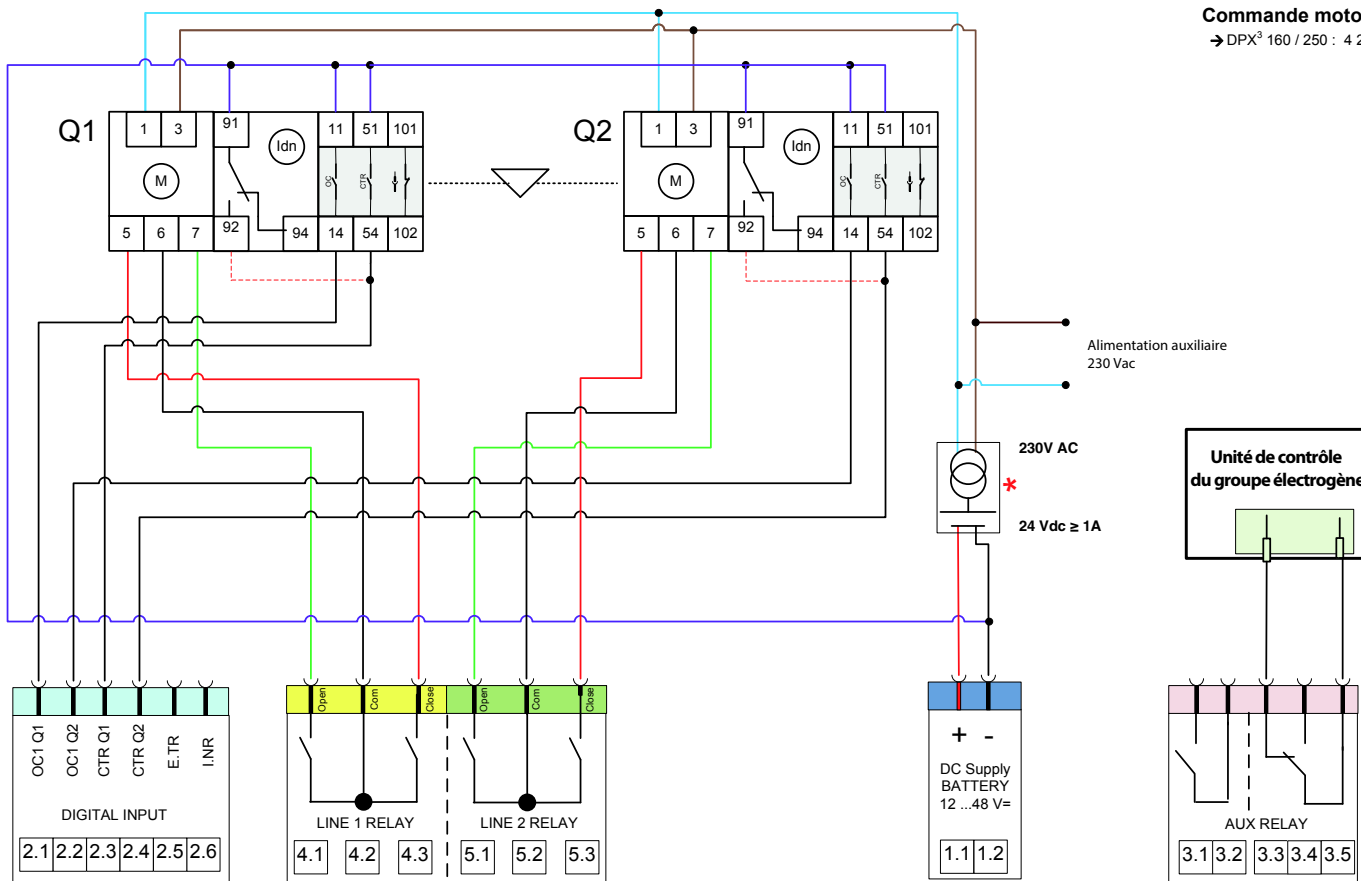 Commande moto
→ DPX³ 160 / 250 : 4 2
Q1
1 3 91 Idn 11 51 101
M OC CTR
5 6 7 92 94 14 54 102
Q2
1 3 91 Idn 11 51 101
M OC CTR
5 6 7 92 94 14 54 102
Alimentation auxiliaire
230 Vac
230V AC
*
24 Vdc ≥ 1A
Unité de contrôle
du groupe électrogène
OC1 Q1
OC1 Q2
CTR Q1
CTR Q2
E.TR
I.NR
DIGITAL INPUT
2.1 2.2 2.3 2.4 2.5 2.6
Open Com Close
LINE 1 RELAY
4.1 4.2 4.3
Open Com Close
LINE 2 RELAY
5.1 5.2 5.3
+ -
DC Supply
BATTERY
12 ...48 V=
1.1 1.2
AUX RELAY
3.1 3.2 3.3 3.4 3.5